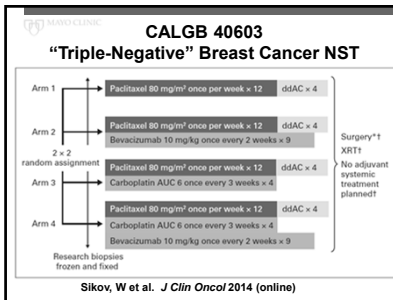 MAYO CLINIC
CALGB 40603
“Triple-Negative” Breast Cancer NST
Arm 1
Paclitaxel 80 mg/m² once per week × 12
ddAC × 4
Arm 2
Paclitaxel 80 mg/m² once per week × 12
ddAC × 4
Bevacizumab 10 mg/kg once every 2 weeks × 9
2 × 2
random assignment
Arm 3
Paclitaxel 80 mg/m² once per week × 12
ddAC × 4
Carboplatin AUC 6 once every 3 weeks × 4
Arm 4
Paclitaxel 80 mg/m² once per week × 12
ddAC × 4
Carboplatin AUC 6 once every 3 weeks × 4
Bevacizumab 10 mg/kg once every 2 weeks × 9
Research biopsies
frozen and fixed
Surgery*†
XRT†
No adjuvant
systemic
treatment
planned†
Sikov, W et al. J Clin Oncol 2014 (online)